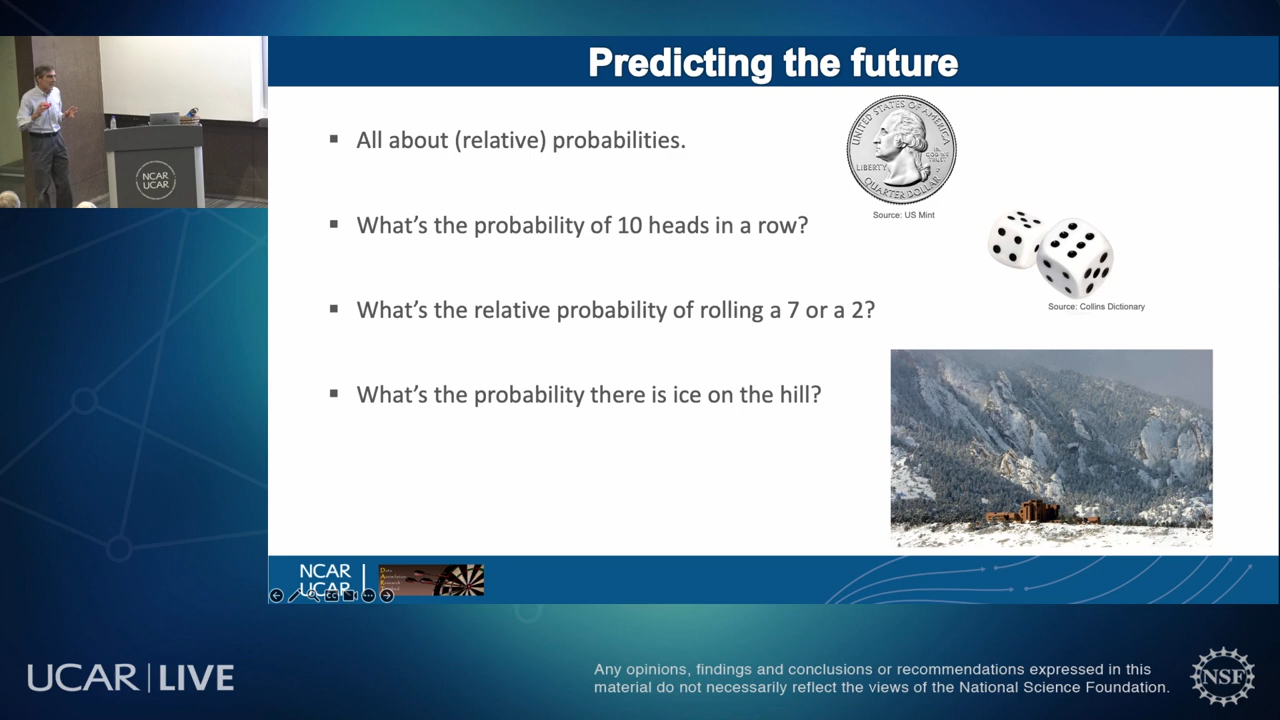 Predicting the future
▪ All about (relative) probabilities.
▪ What's the probability of 10 heads in a row?
▪ What's the relative probability of rolling a 7 or a 2?
▪ What's the probability there is ice on the hill?
UNITED STATES OF AMERICA
LIBERTY
IN GOD WE TRUST
QUARTER DOLLAR
Source: US Mint
Source: Collins Dictionary
NCAR
UCAR
NCAR
UCAR
Data
Assimilation
Research
Testbed
UCAR | LIVE
Any opinions, findings and conclusions or recommendations expressed in this
material do not necessarily reflect the views of the National Science Foundation.
NSF